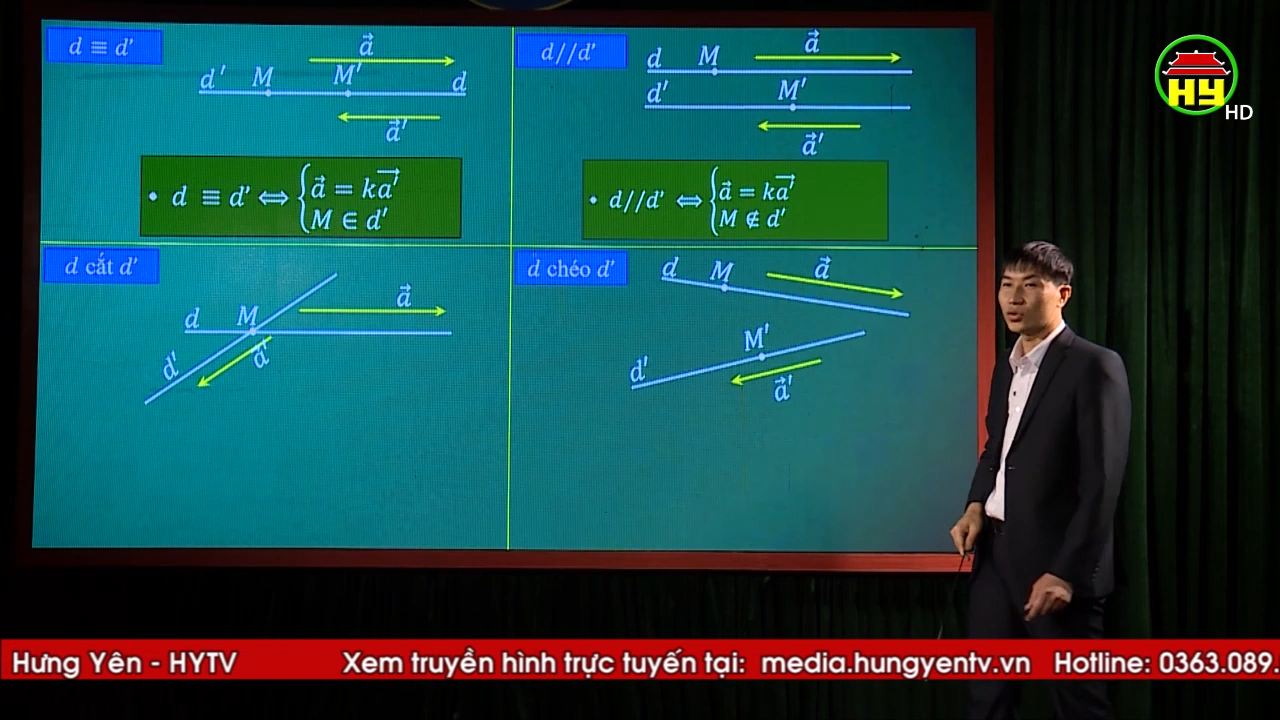 d ≡ d'
a⃗
d' M M' d
a⃗'
• d ≡ d' ⟺ { a⃗ = ka⃗'
M ∈ d'
d//d'
a⃗
d M
d' M'
a⃗'
• d//d' ⟺ { a⃗ = ka⃗'
M ∉ d'
d cắt d'
a⃗
d M
d' a⃗'
d chéo d'
d M a⃗
M'
d'
a⃗'
HY
HD
Hưng Yên - HYTV Xem truyền hình trực tuyến tại: media.hungyentv.vn Hotline: 0363.089.